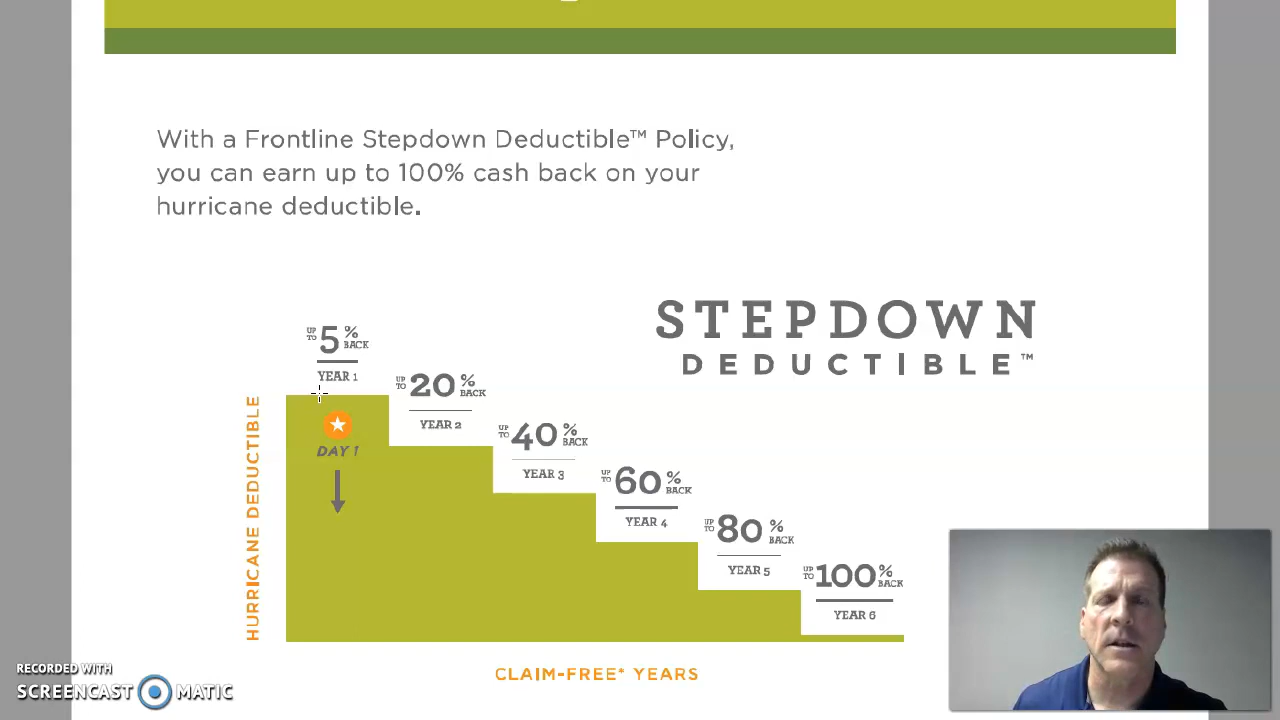 With a Frontline Stepdown Deductible™ Policy,
you can earn up to 100% cash back on your
hurricane deductible.
STEPDOWN
DEDUCTIBLE™
UP TO 5% BACK
YEAR 1
UP TO 20% BACK
YEAR 2
UP TO 40% BACK
YEAR 3
UP TO 60% BACK
YEAR 4
UP TO 80% BACK
YEAR 5
UP TO 100% BACK
YEAR 6
DAY 1
HURRICANE DEDUCTIBLE
CLAIM-FREE* YEARS
RECORDED WITH
SCREENCAST MATIC